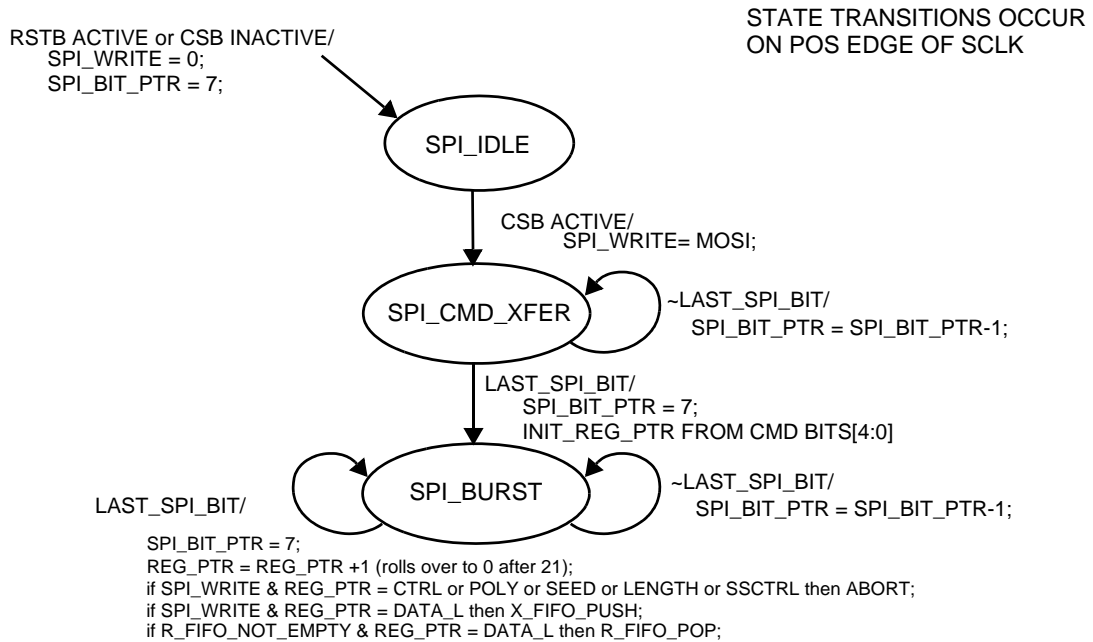 STATE TRANSITIONS OCCUR
ON POS EDGE OF SCLK
RSTB ACTIVE or CSB INACTIVE/
SPI_WRITE = 0;
SPI_BIT_PTR = 7;
SPI_IDLE
CSB ACTIVE/
SPI_WRITE= MOSI;
SPI_CMD_XFER
~LAST_SPI_BIT/
SPI_BIT_PTR = SPI_BIT_PTR-1;
LAST_SPI_BIT/
SPI_BIT_PTR = 7;
INIT_REG_PTR FROM CMD BITS[4:0]
SPI_BURST
~LAST_SPI_BIT/
SPI_BIT_PTR = SPI_BIT_PTR-1;
LAST_SPI_BIT/
SPI_BIT_PTR = 7;
REG_PTR = REG_PTR +1 (rolls over to 0 after 21);
if SPI_WRITE & REG_PTR = CTRL or POLY or SEED or LENGTH or SSCTRL then ABORT;
if SPI_WRITE & REG_PTR = DATA_L then X_FIFO_PUSH;
if R_FIFO_NOT_EMPTY & REG_PTR = DATA_L then R_FIFO_POP;